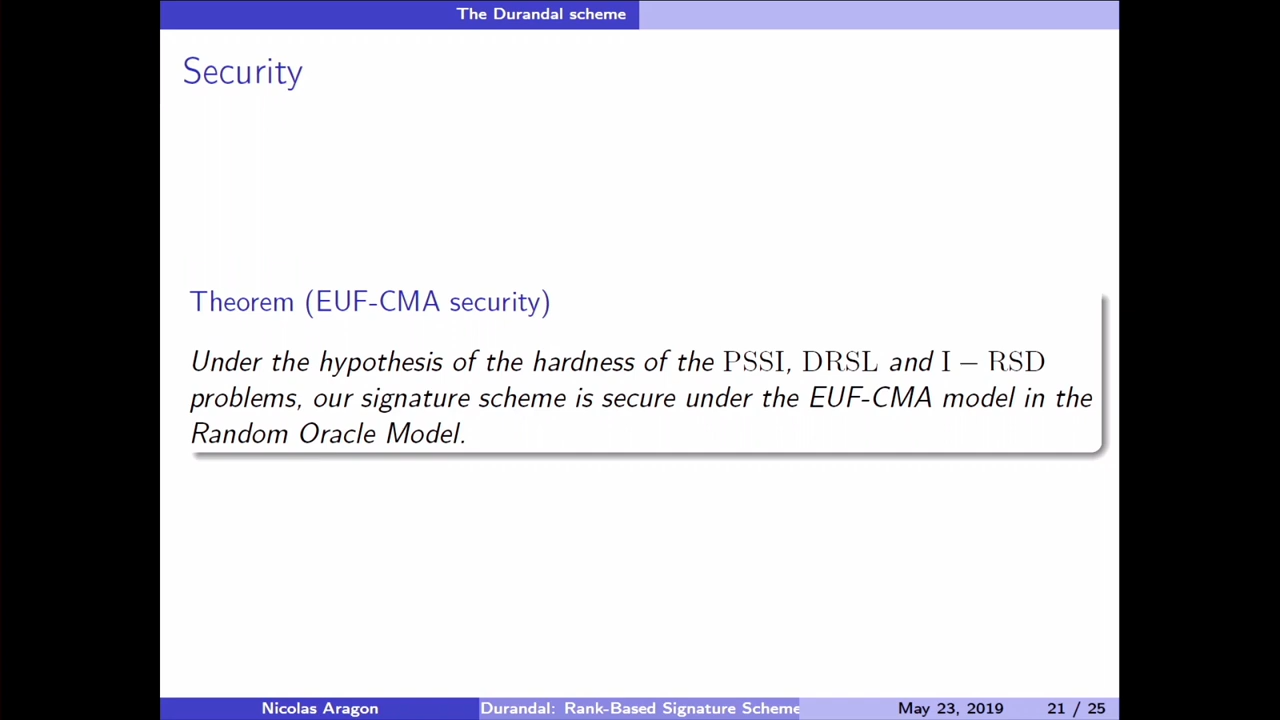 The Durandal scheme
Security
Theorem (EUF-CMA security)
Under the hypothesis of the hardness of the PSSI, DRSL and I − RSD
problems, our signature scheme is secure under the EUF-CMA model in the
Random Oracle Model.
Nicolas Aragon Durandal: Rank-Based Signature Scheme May 23, 2019 21 / 25